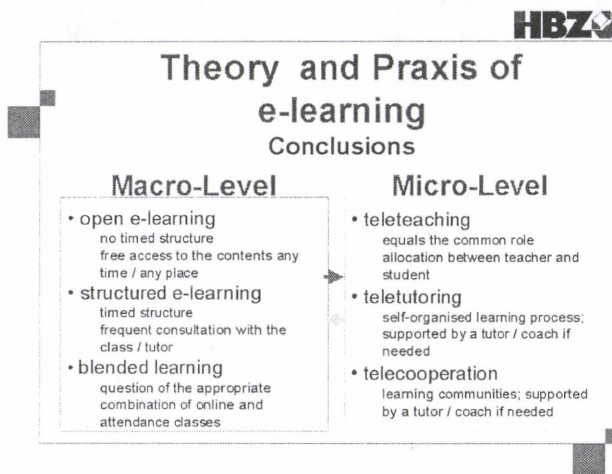 HBZ
Theory and Praxis of
e-learning
Conclusions
Macro-Level
• open e-learning
no timed structure
free access to the contents any
time / any place
• structured e-learning
timed structure
frequent consultation with the
class / tutor
• blended learning
question of the appropriate
combination of online and
attendance classes
Micro-Level
• teleteaching
equals the common role
allocation between teacher and
student
• teletutoring
self-organised learning process;
supported by a tutor / coach if
needed
• telecooperation
learning communities; supported
by a tutor / coach if needed